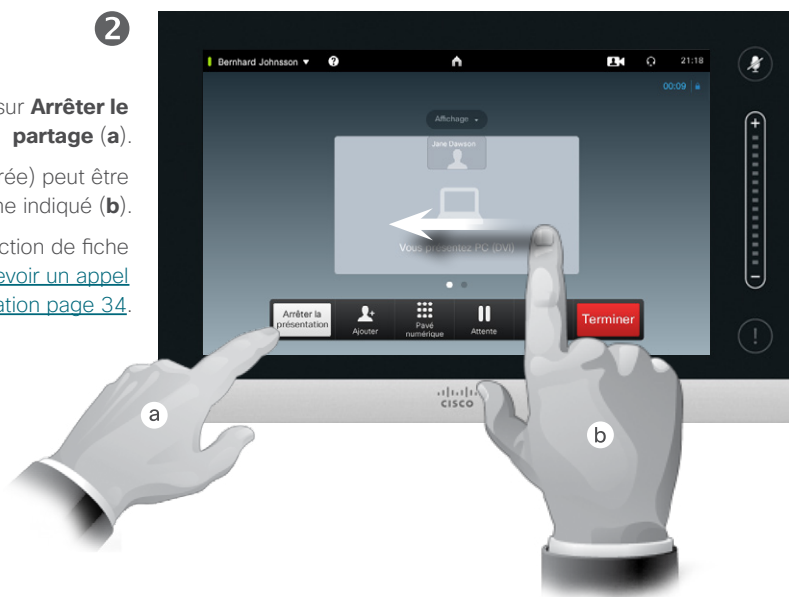 2
sur Arrêter le
partage (a).
rée) peut être
ne indiqué (b).
ction de fiche
evoir un appel
ation page 34.
Bernhard Johnsson ▼ ? 21:18
00:09
Affichage
Jane Dawson
Vous présentez PC (DVI)
Arrêter la
présentation
Ajouter
Pavé
numérique
Attente
Terminer
CISCO
+
−
!
a
b